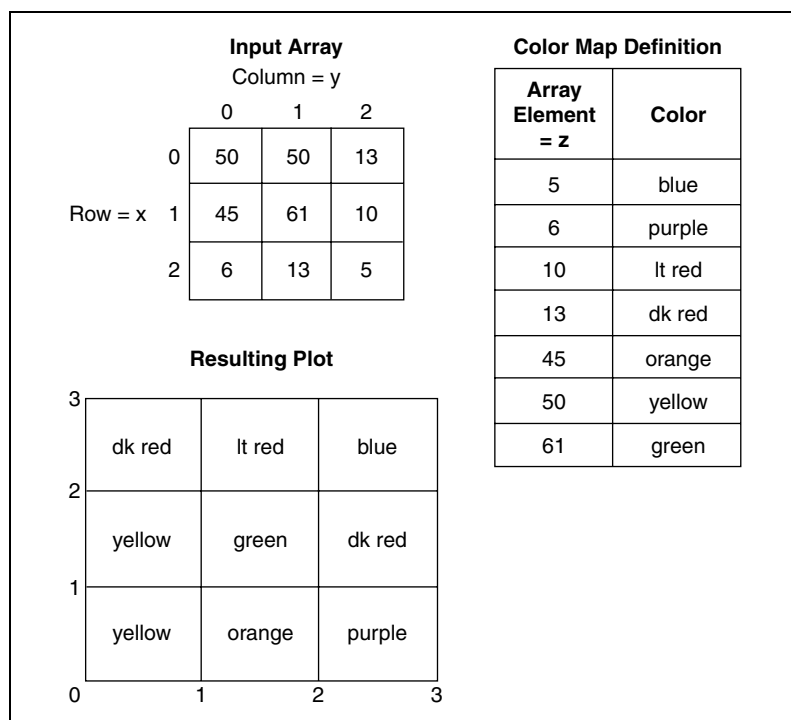 Input Array
Column = y
0 1 2
0 50 50 13
Row = x 1 45 61 10
2 6 13 5
Color Map Definition
Array Element = z Color
5 blue
6 purple
10 lt red
13 dk red
45 orange
50 yellow
61 green
Resulting Plot
3
dk red lt red blue
2
yellow green dk red
1
yellow orange purple
0 1 2 3